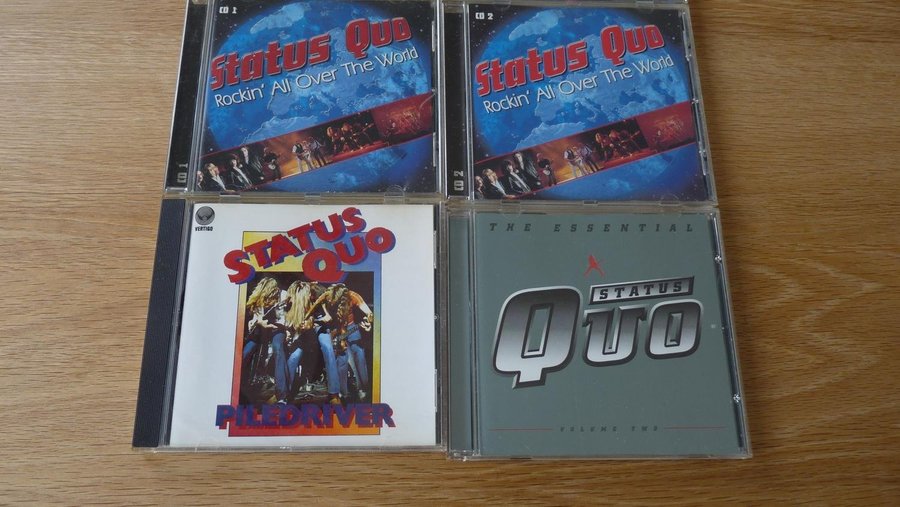 CD 1
Status Quo
Rockin' All Over The World
CD 1
CD 2
Status Quo
Rockin' All Over The World
CD 2
VERTIGO
STATUS
QUO
PILEDRIVER
THE ESSENTIAL
STATUS
QUO
VOLUME TWO